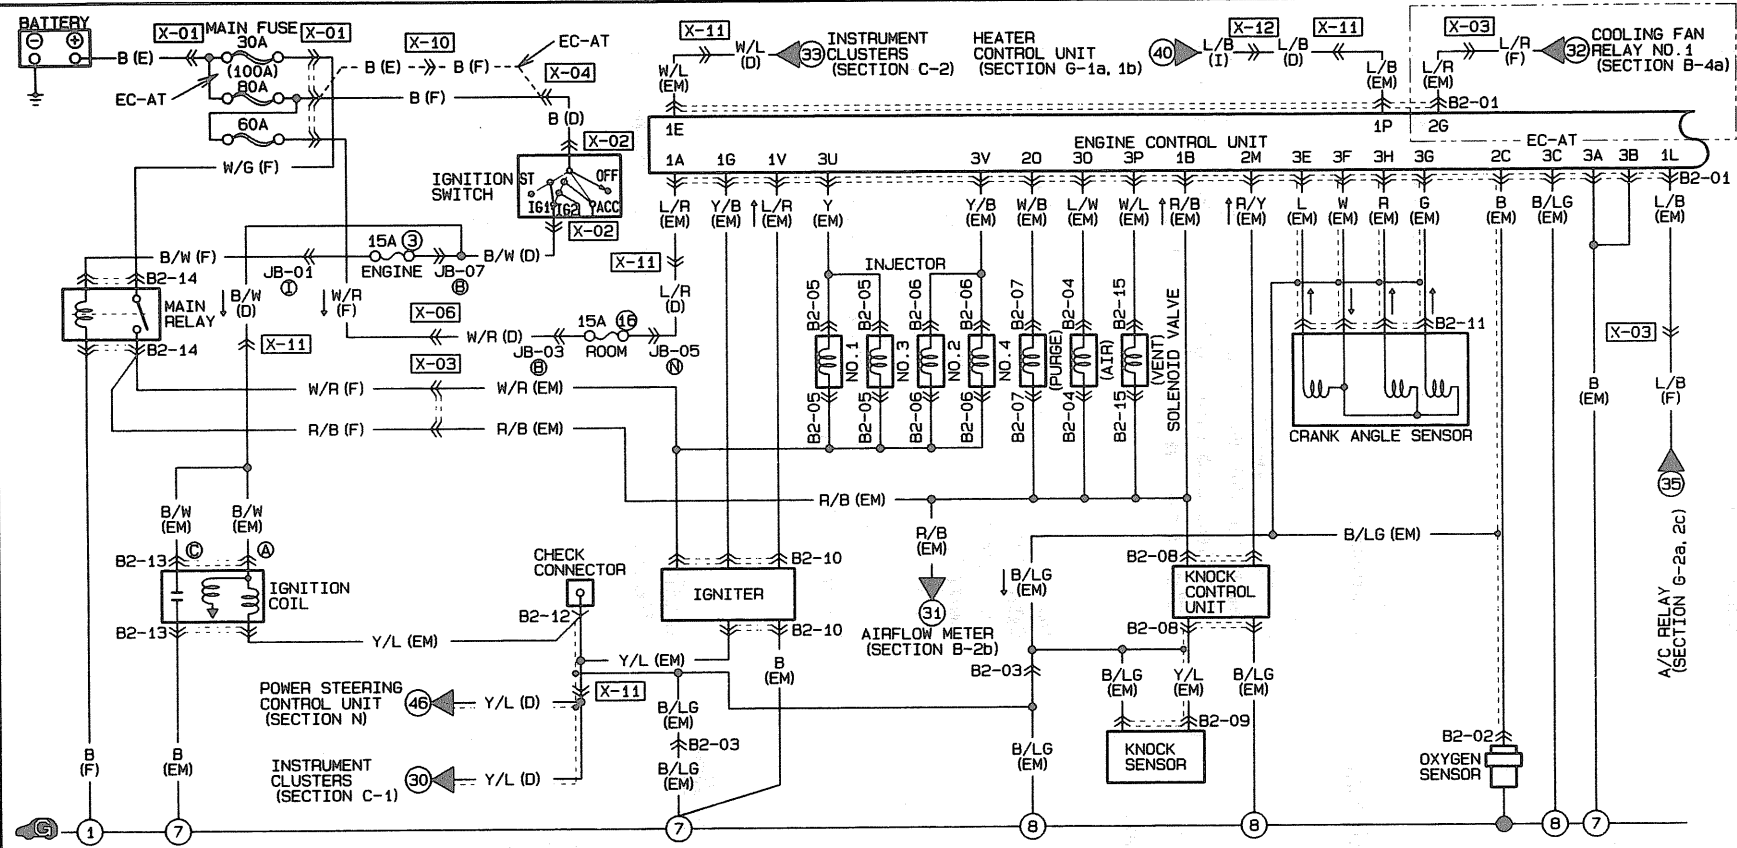 BATTERY
X-01
MAIN FUSE
X-01
30A
(100A)
80A
60A
B (E)
EC-AT
X-10
EC-AT
B (E)
B (F)
X-04
B (F)
B (D)
X-02
IGNITION
SWITCH
ST
OFF
IG1
IG2
ACC
X-02
W/G (F)
B/W (F)
15A
3
ENGINE
JB-01
I
JB-07
B
B/W (D)
B2-14
MAIN
RELAY
B2-14
B/W
(D)
W/R
(F)
X-11
X-06
W/R (D)
15A
16
ROOM
JB-03
B
JB-05
N
X-11
L/R
(D)
X-03
W/R (F)
W/R (EM)
R/B (F)
R/B (EM)
X-11
W/L
(D)
33
INSTRUMENT
CLUSTERS
(SECTION C-2)
W/L
(EM)
HEATER
CONTROL UNIT
(SECTION G-1a, 1b)
40
L/B
(I)
X-12
L/B
(D)
X-11
L/B
(EM)
X-03
L/R
(F)
32
COOLING FAN
RELAY NO.1
(SECTION B-4a)
L/R
(EM)
B2-01
EC-AT
1E
1P
2G
ENGINE CONTROL UNIT
1A
1G
1V
3U
3V
2O
3O
3P
1B
2M
3E
3F
3H
3G
2C
3C
3A
3B
1L
B2-01
L/R
(EM)
Y/B
(EM)
L/R
(EM)
Y
(EM)
Y/B
(EM)
W/B
(EM)
L/W
(EM)
W/L
(EM)
R/B
(EM)
R/Y
(EM)
L
(EM)
W
(EM)
R
(EM)
G
(EM)
B
(EM)
B/LG
(EM)
L/B
(EM)
INJECTOR
B2-05
B2-05
B2-06
B2-06
B2-07
B2-04
B2-15
NO.1
NO.3
NO.2
NO.4
(PURGE)
(AIR)
(VENT)
SOLENOID VALVE
B2-05
B2-05
B2-06
B2-06
B2-07
B2-04
B2-15
B2-11
CRANK ANGLE SENSOR
B
(EM)
X-03
L/B
(F)
35
A/C RELAY
(SECTION G-2a, 2c)
R/B (EM)
R/B
(EM)
31
AIRFLOW METER
(SECTION B-2b)
B/LG (EM)
B/W
(EM)
B/W
(EM)
B2-13
C
A
IGNITION
COIL
B2-13
CHECK
CONNECTOR
B2-12
Y/L (EM)
B2-10
IGNITER
B2-10
Y/L (EM)
B
(EM)
X-11
POWER STEERING
CONTROL UNIT
(SECTION N)
46
Y/L (D)
INSTRUMENT
CLUSTERS
(SECTION C-1)
30
Y/L (D)
B/LG
(EM)
B2-03
B/LG
(EM)
B/LG
(EM)
B2-03
B/LG
(EM)
B2-08
KNOCK
CONTROL
UNIT
B2-08
B/LG
(EM)
Y/L
(EM)
B/LG
(EM)
B2-09
KNOCK
SENSOR
B2-02
OXYGEN
SENSOR
B
(F)
B
(EM)
G
1
7
7
8
8
8
7